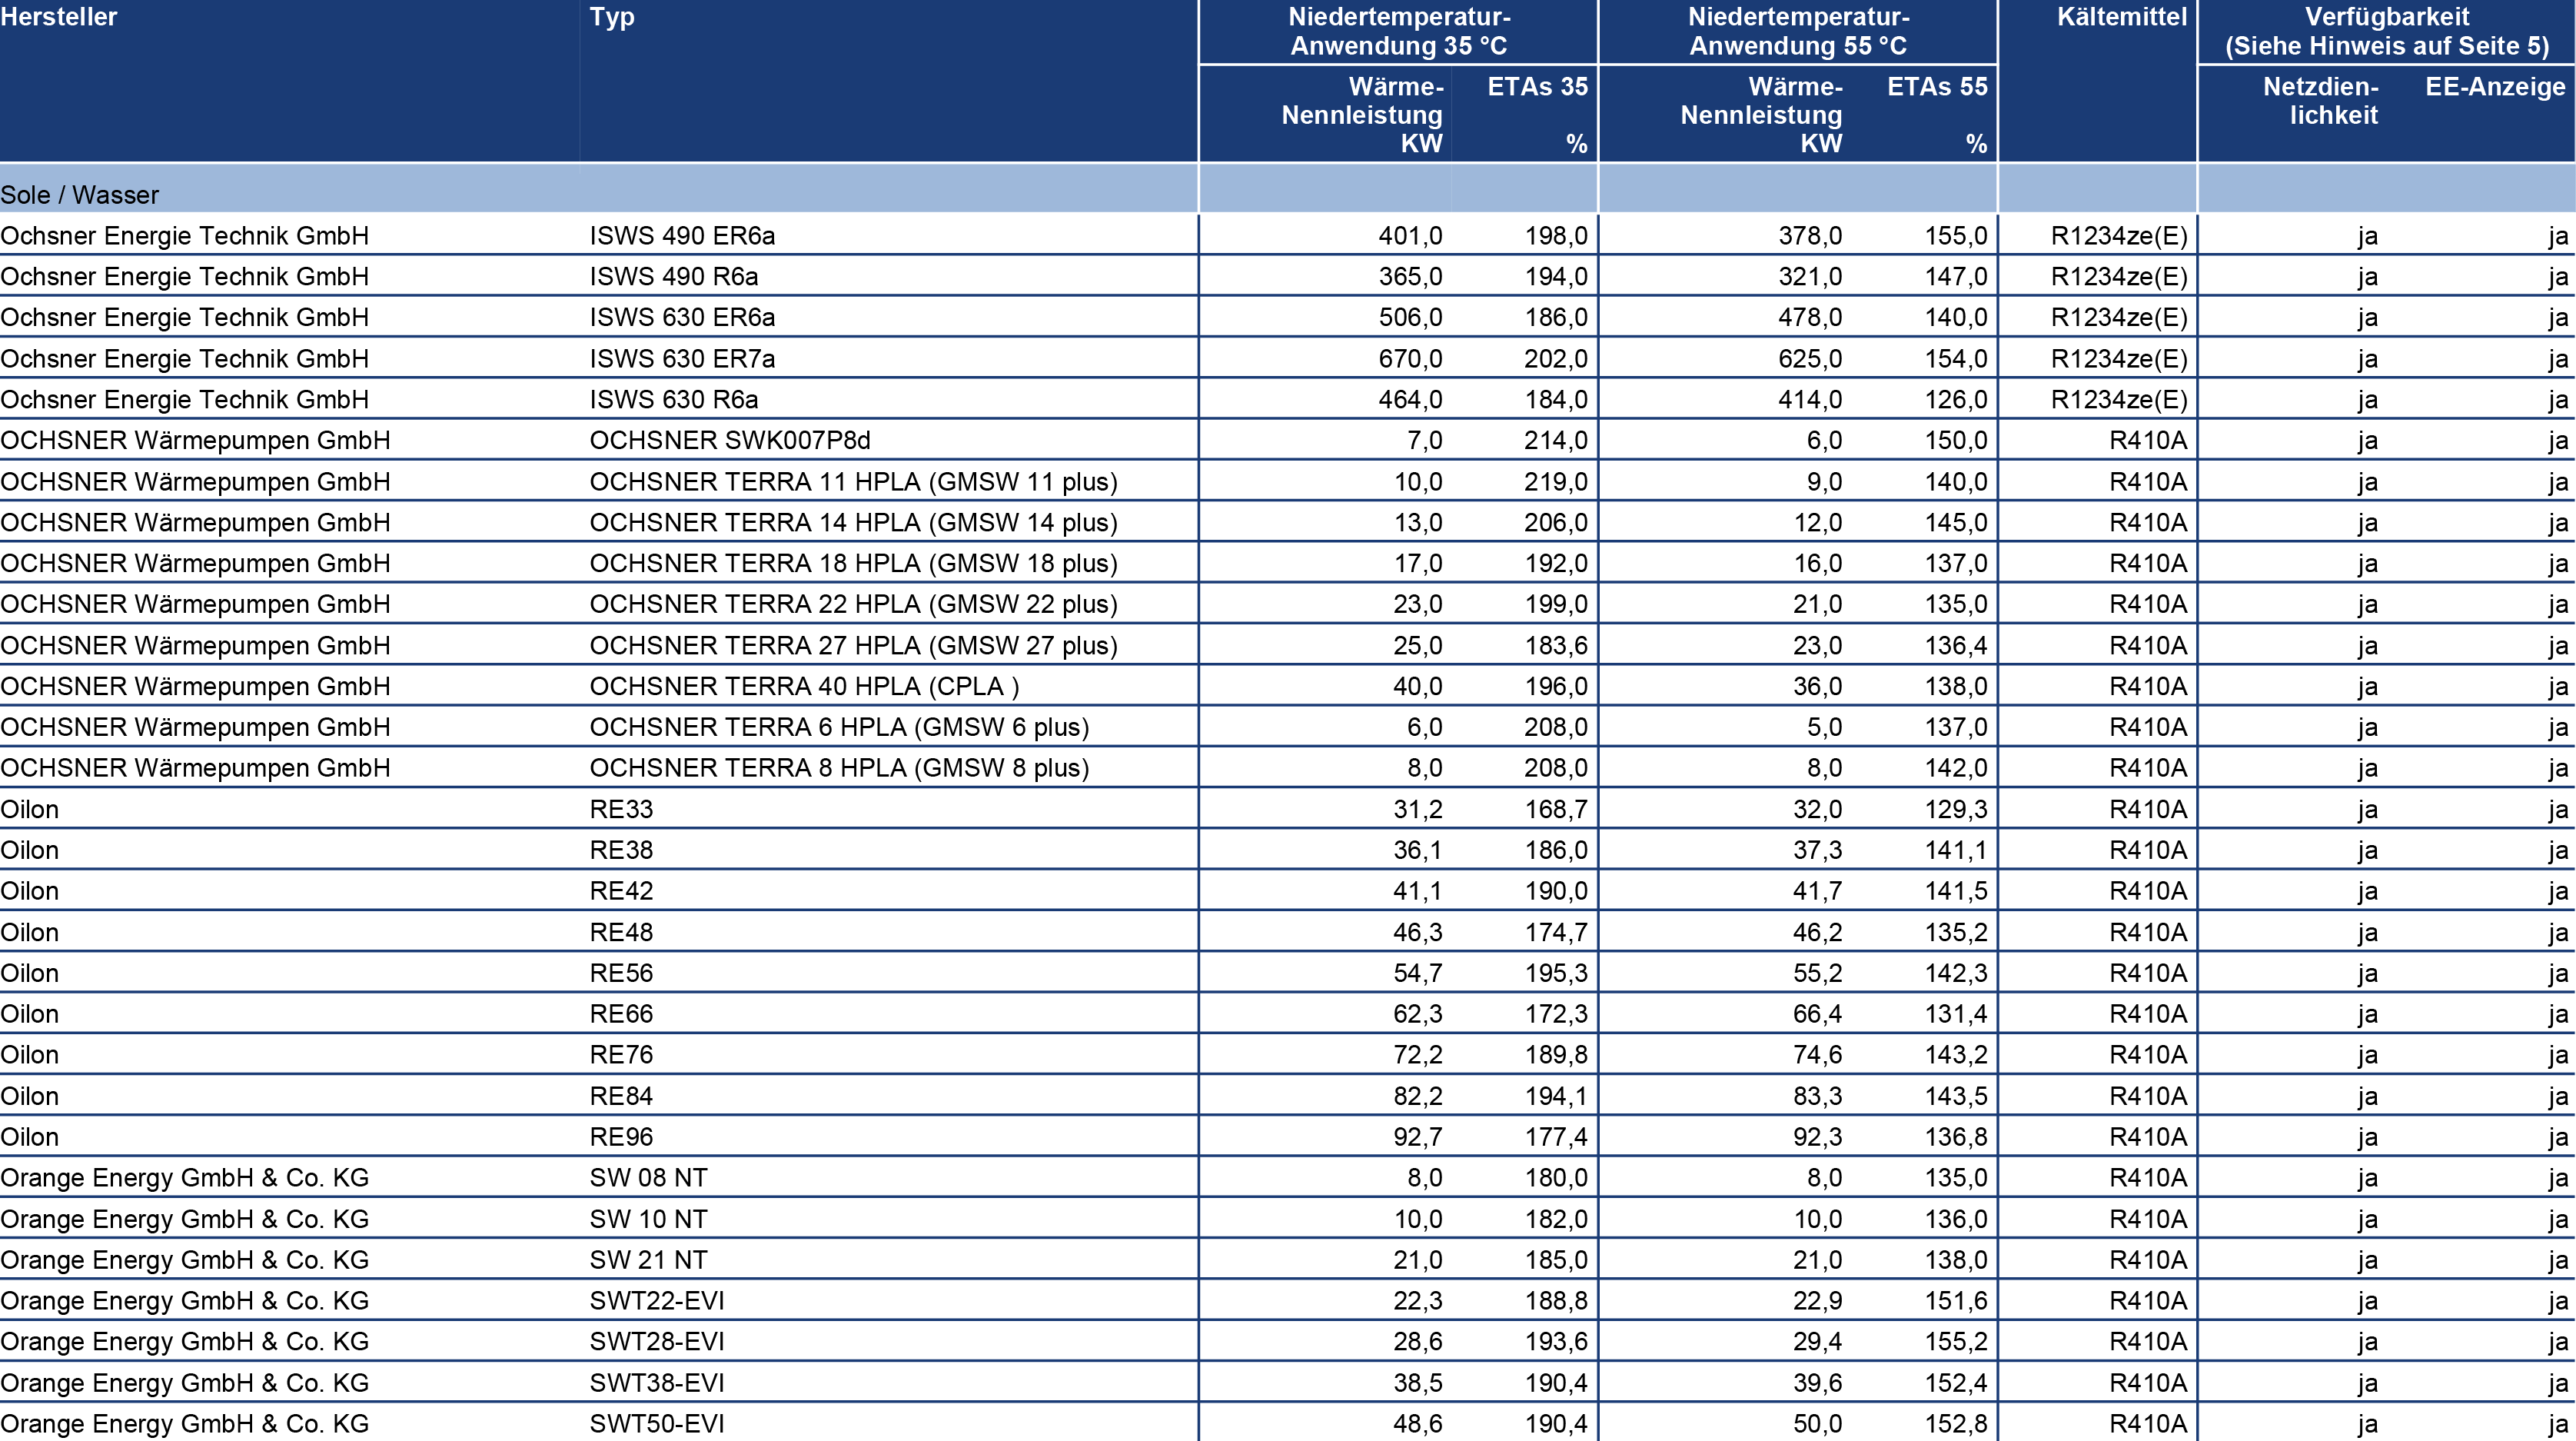 Hersteller Typ Niedertemperatur-Anwendung 35 °C Niedertemperatur-Anwendung 55 °C Kältemittel Verfügbarkeit (Siehe Hinweis auf Seite 5)
Wärme-Nennleistung KW ETAs 35 % Wärme-Nennleistung KW ETAs 55 % Netzdien-lichkeit EE-Anzeige
Sole / Wasser
Ochsner Energie Technik GmbH ISWS 490 ER6a 401,0 198,0 378,0 155,0 R1234ze(E) ja ja
Ochsner Energie Technik GmbH ISWS 490 R6a 365,0 194,0 321,0 147,0 R1234ze(E) ja ja
Ochsner Energie Technik GmbH ISWS 630 ER6a 506,0 186,0 478,0 140,0 R1234ze(E) ja ja
Ochsner Energie Technik GmbH ISWS 630 ER7a 670,0 202,0 625,0 154,0 R1234ze(E) ja ja
Ochsner Energie Technik GmbH ISWS 630 R6a 464,0 184,0 414,0 126,0 R1234ze(E) ja ja
OCHSNER Wärmepumpen GmbH OCHSNER SWK007P8d 7,0 214,0 6,0 150,0 R410A ja ja
OCHSNER Wärmepumpen GmbH OCHSNER TERRA 11 HPLA (GMSW 11 plus) 10,0 219,0 9,0 140,0 R410A ja ja
OCHSNER Wärmepumpen GmbH OCHSNER TERRA 14 HPLA (GMSW 14 plus) 13,0 206,0 12,0 145,0 R410A ja ja
OCHSNER Wärmepumpen GmbH OCHSNER TERRA 18 HPLA (GMSW 18 plus) 17,0 192,0 16,0 137,0 R410A ja ja
OCHSNER Wärmepumpen GmbH OCHSNER TERRA 22 HPLA (GMSW 22 plus) 23,0 199,0 21,0 135,0 R410A ja ja
OCHSNER Wärmepumpen GmbH OCHSNER TERRA 27 HPLA (GMSW 27 plus) 25,0 183,6 23,0 136,4 R410A ja ja
OCHSNER Wärmepumpen GmbH OCHSNER TERRA 40 HPLA (CPLA ) 40,0 196,0 36,0 138,0 R410A ja ja
OCHSNER Wärmepumpen GmbH OCHSNER TERRA 6 HPLA (GMSW 6 plus) 6,0 208,0 5,0 137,0 R410A ja ja
OCHSNER Wärmepumpen GmbH OCHSNER TERRA 8 HPLA (GMSW 8 plus) 8,0 208,0 8,0 142,0 R410A ja ja
Oilon RE33 31,2 168,7 32,0 129,3 R410A ja ja
Oilon RE38 36,1 186,0 37,3 141,1 R410A ja ja
Oilon RE42 41,1 190,0 41,7 141,5 R410A ja ja
Oilon RE48 46,3 174,7 46,2 135,2 R410A ja ja
Oilon RE56 54,7 195,3 55,2 142,3 R410A ja ja
Oilon RE66 62,3 172,3 66,4 131,4 R410A ja ja
Oilon RE76 72,2 189,8 74,6 143,2 R410A ja ja
Oilon RE84 82,2 194,1 83,3 143,5 R410A ja ja
Oilon RE96 92,7 177,4 92,3 136,8 R410A ja ja
Orange Energy GmbH & Co. KG SW 08 NT 8,0 180,0 8,0 135,0 R410A ja ja
Orange Energy GmbH & Co. KG SW 10 NT 10,0 182,0 10,0 136,0 R410A ja ja
Orange Energy GmbH & Co. KG SW 21 NT 21,0 185,0 21,0 138,0 R410A ja ja
Orange Energy GmbH & Co. KG SWT22-EVI 22,3 188,8 22,9 151,6 R410A ja ja
Orange Energy GmbH & Co. KG SWT28-EVI 28,6 193,6 29,4 155,2 R410A ja ja
Orange Energy GmbH & Co. KG SWT38-EVI 38,5 190,4 39,6 152,4 R410A ja ja
Orange Energy GmbH & Co. KG SWT50-EVI 48,6 190,4 50,0 152,8 R410A ja ja